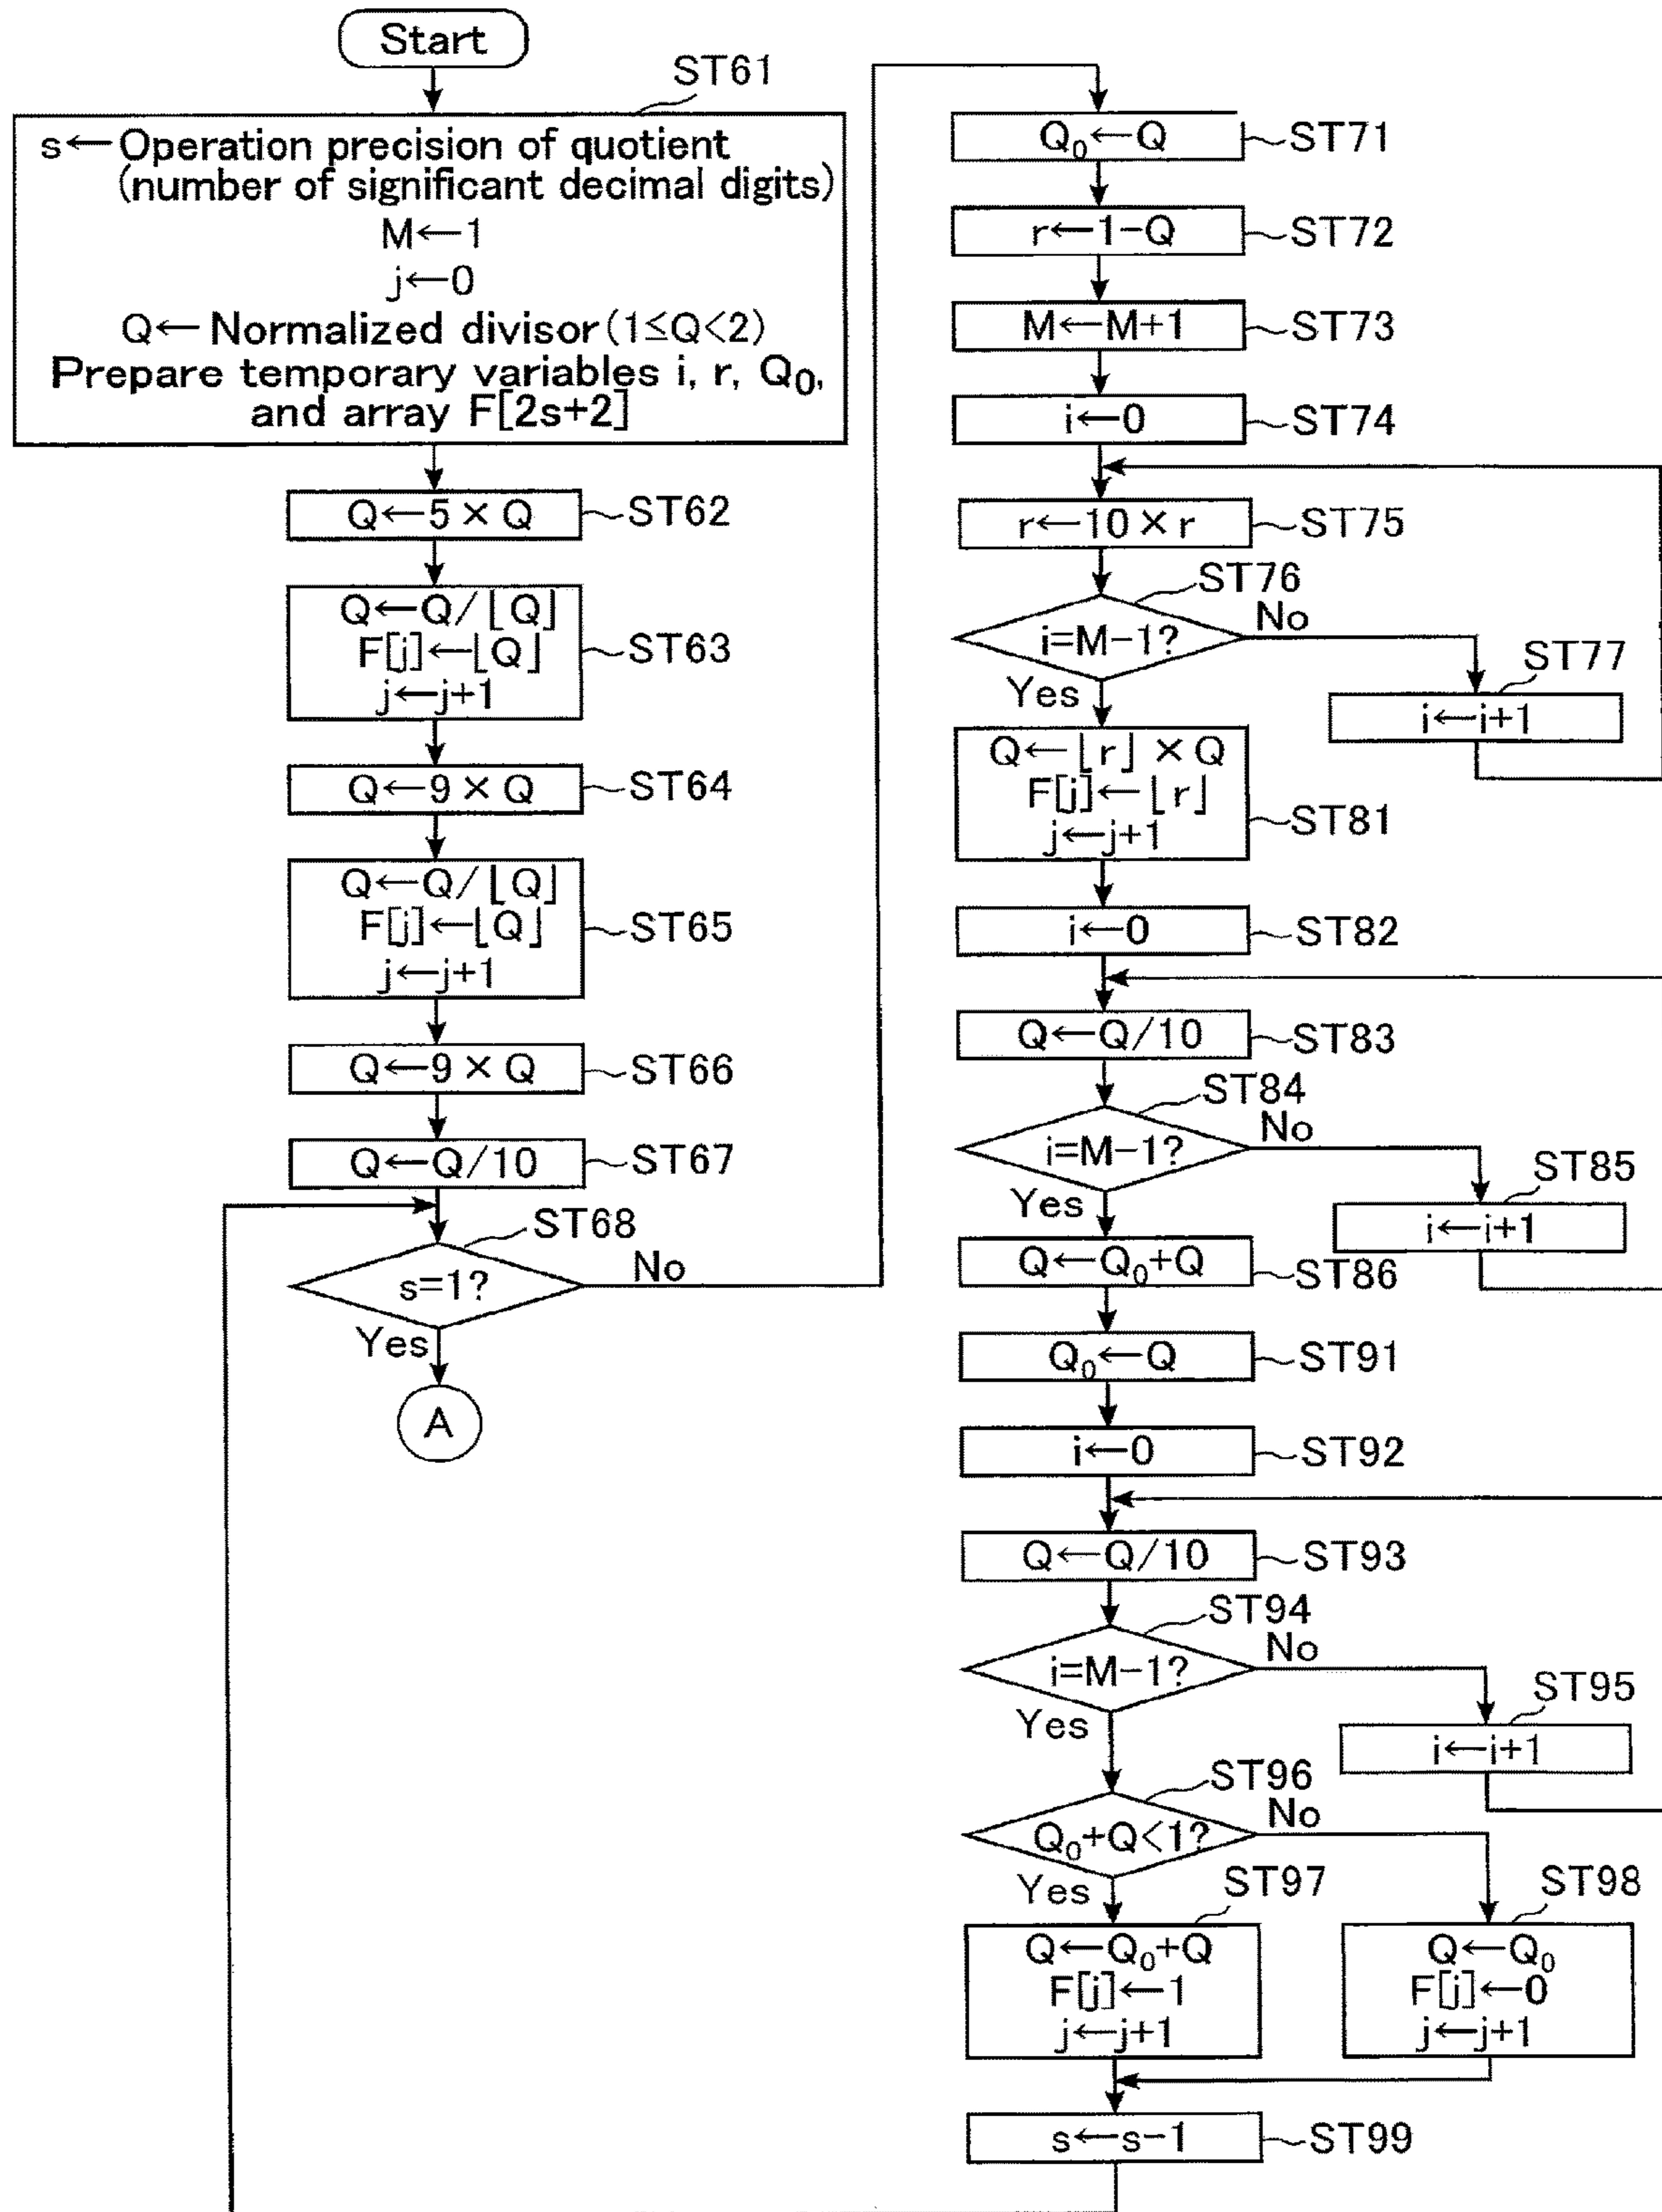 Start
ST61
s←Operation precision of quotient
(number of significant decimal digits)
M←1
j←0
Q←Normalized divisor(1≤Q<2)
Prepare temporary variables i, r, Q₀,
and array F[2s+2]
Q←5×Q
ST62
Q←Q/⌊Q⌋
F[j]←⌊Q⌋
j←j+1
ST63
Q←9×Q
ST64
Q←Q/⌊Q⌋
F[j]←⌊Q⌋
j←j+1
ST65
Q←9×Q
ST66
Q←Q/10
ST67
ST68
s=1?
No
Yes
A
Q₀←Q
ST71
r←1-Q
ST72
M←M+1
ST73
i←0
ST74
r←10×r
ST75
ST76
i=M-1?
No
Yes
ST77
i←i+1
Q←⌊r⌋×Q
F[j]←⌊r⌋
j←j+1
ST81
i←0
ST82
Q←Q/10
ST83
ST84
i=M-1?
No
Yes
ST85
i←i+1
Q←Q₀+Q
ST86
Q₀←Q
ST91
i←0
ST92
Q←Q/10
ST93
ST94
i=M-1?
No
Yes
ST95
i←i+1
ST96
Q₀+Q<1?
No
Yes
ST97
Q←Q₀+Q
F[j]←1
j←j+1
ST98
Q←Q₀
F[j]←0
j←j+1
s←s-1
ST99